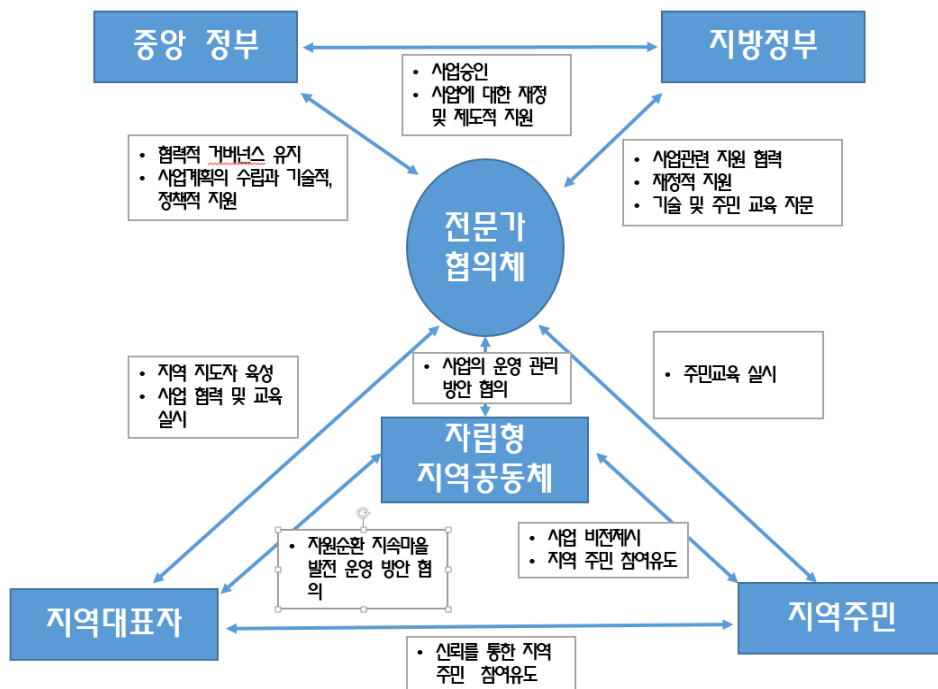 중앙 정부
지방정부
• 사업승인
• 사업에 대한 재정
및 제도적 지원
• 협력적 거버넌스 유지
• 사업계획의 수립과 기술적,
정책적 지원
• 사업관련 지원 협력
• 재정적 지원
• 기술 및 주민 교육 자문
전문가
협의체
• 지역 지도자 육성
• 사업 협력 및 교육
실시
• 사업의 운영 관리
방안 협의
• 주민교육 실시
자립형
지역공동체
• 자원순환 지속마을
발전 운영 방안 협
의
• 사업 비전제시
• 지역 주민 참여유도
지역대표자
지역주민
• 신뢰를 통한 지역
주민 참여유도